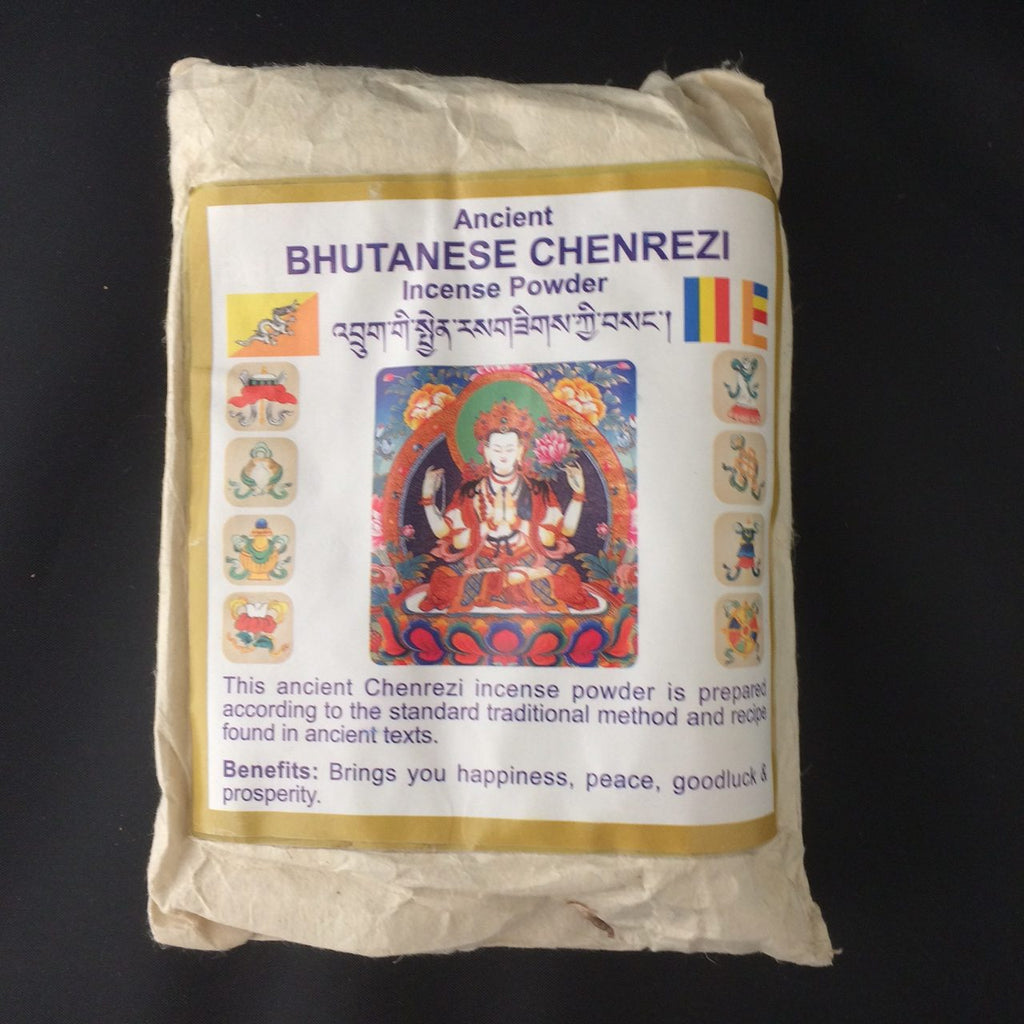 Ancient
BHUTANESE CHENREZI
Incense Powder
འབྲུག་གི་སྤྱན་རས་གཟིགས་ཀྱི་བསང་།
This ancient Chenrezi incense powder is prepared
according to the standard traditional method and recipe
found in ancient texts.
Benefits: Brings you happiness, peace, goodluck &
prosperity.